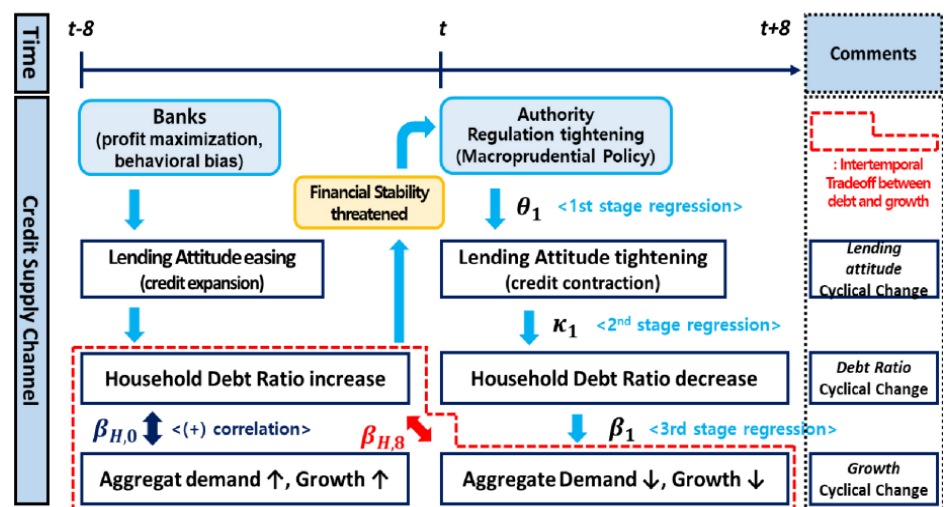 Time
t-8
t
t+8
Comments
Credit Supply Channel
Banks
(profit maximization,
behavioral bias)
Authority
Regulation tightening
(Macroprudential Policy)
: Intertemporal
Tradeoff between
debt and growth
Financial Stability
threatened
θ1 <1st stage regression>
Lending Attitude easing
(credit expansion)
Lending Attitude tightening
(credit contraction)
Lending
attitude
Cyclical Change
κ1 <2nd stage regression>
Household Debt Ratio increase
Household Debt Ratio decrease
Debt Ratio
Cyclical Change
βH,0 <(+) correlation>
βH,8
β1 <3rd stage regression>
Aggregat demand ↑, Growth ↑
Aggregate Demand ↓, Growth ↓
Growth
Cyclical Change